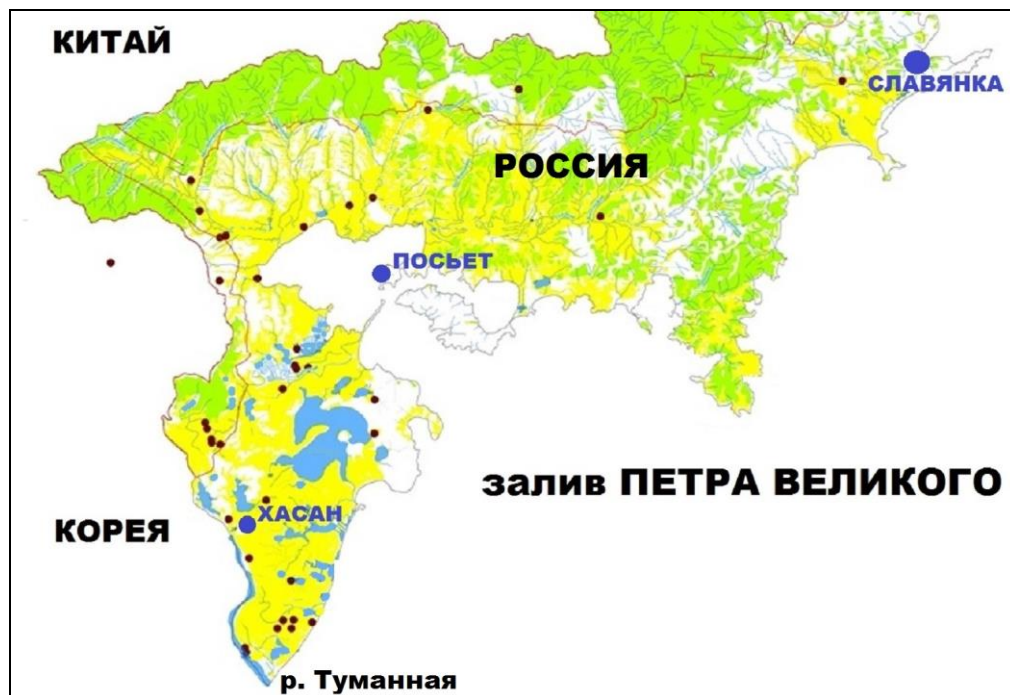 КИТАЙ
СЛАВЯНКА
РОССИЯ
ПОСЬЕТ
залив ПЕТРА ВЕЛИКОГО
ХАСАН
КОРЕЯ
р. Туманная